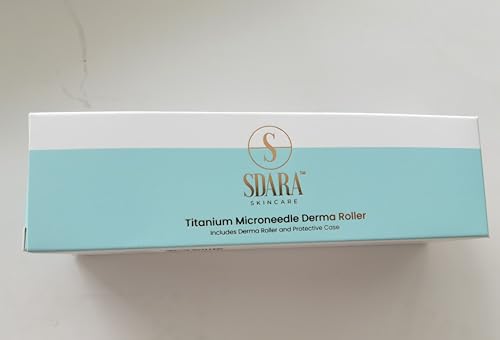 S
SDARA™
SKINCARE
Titanium Microneedle Derma Roller
Includes Derma Roller and Protective Case